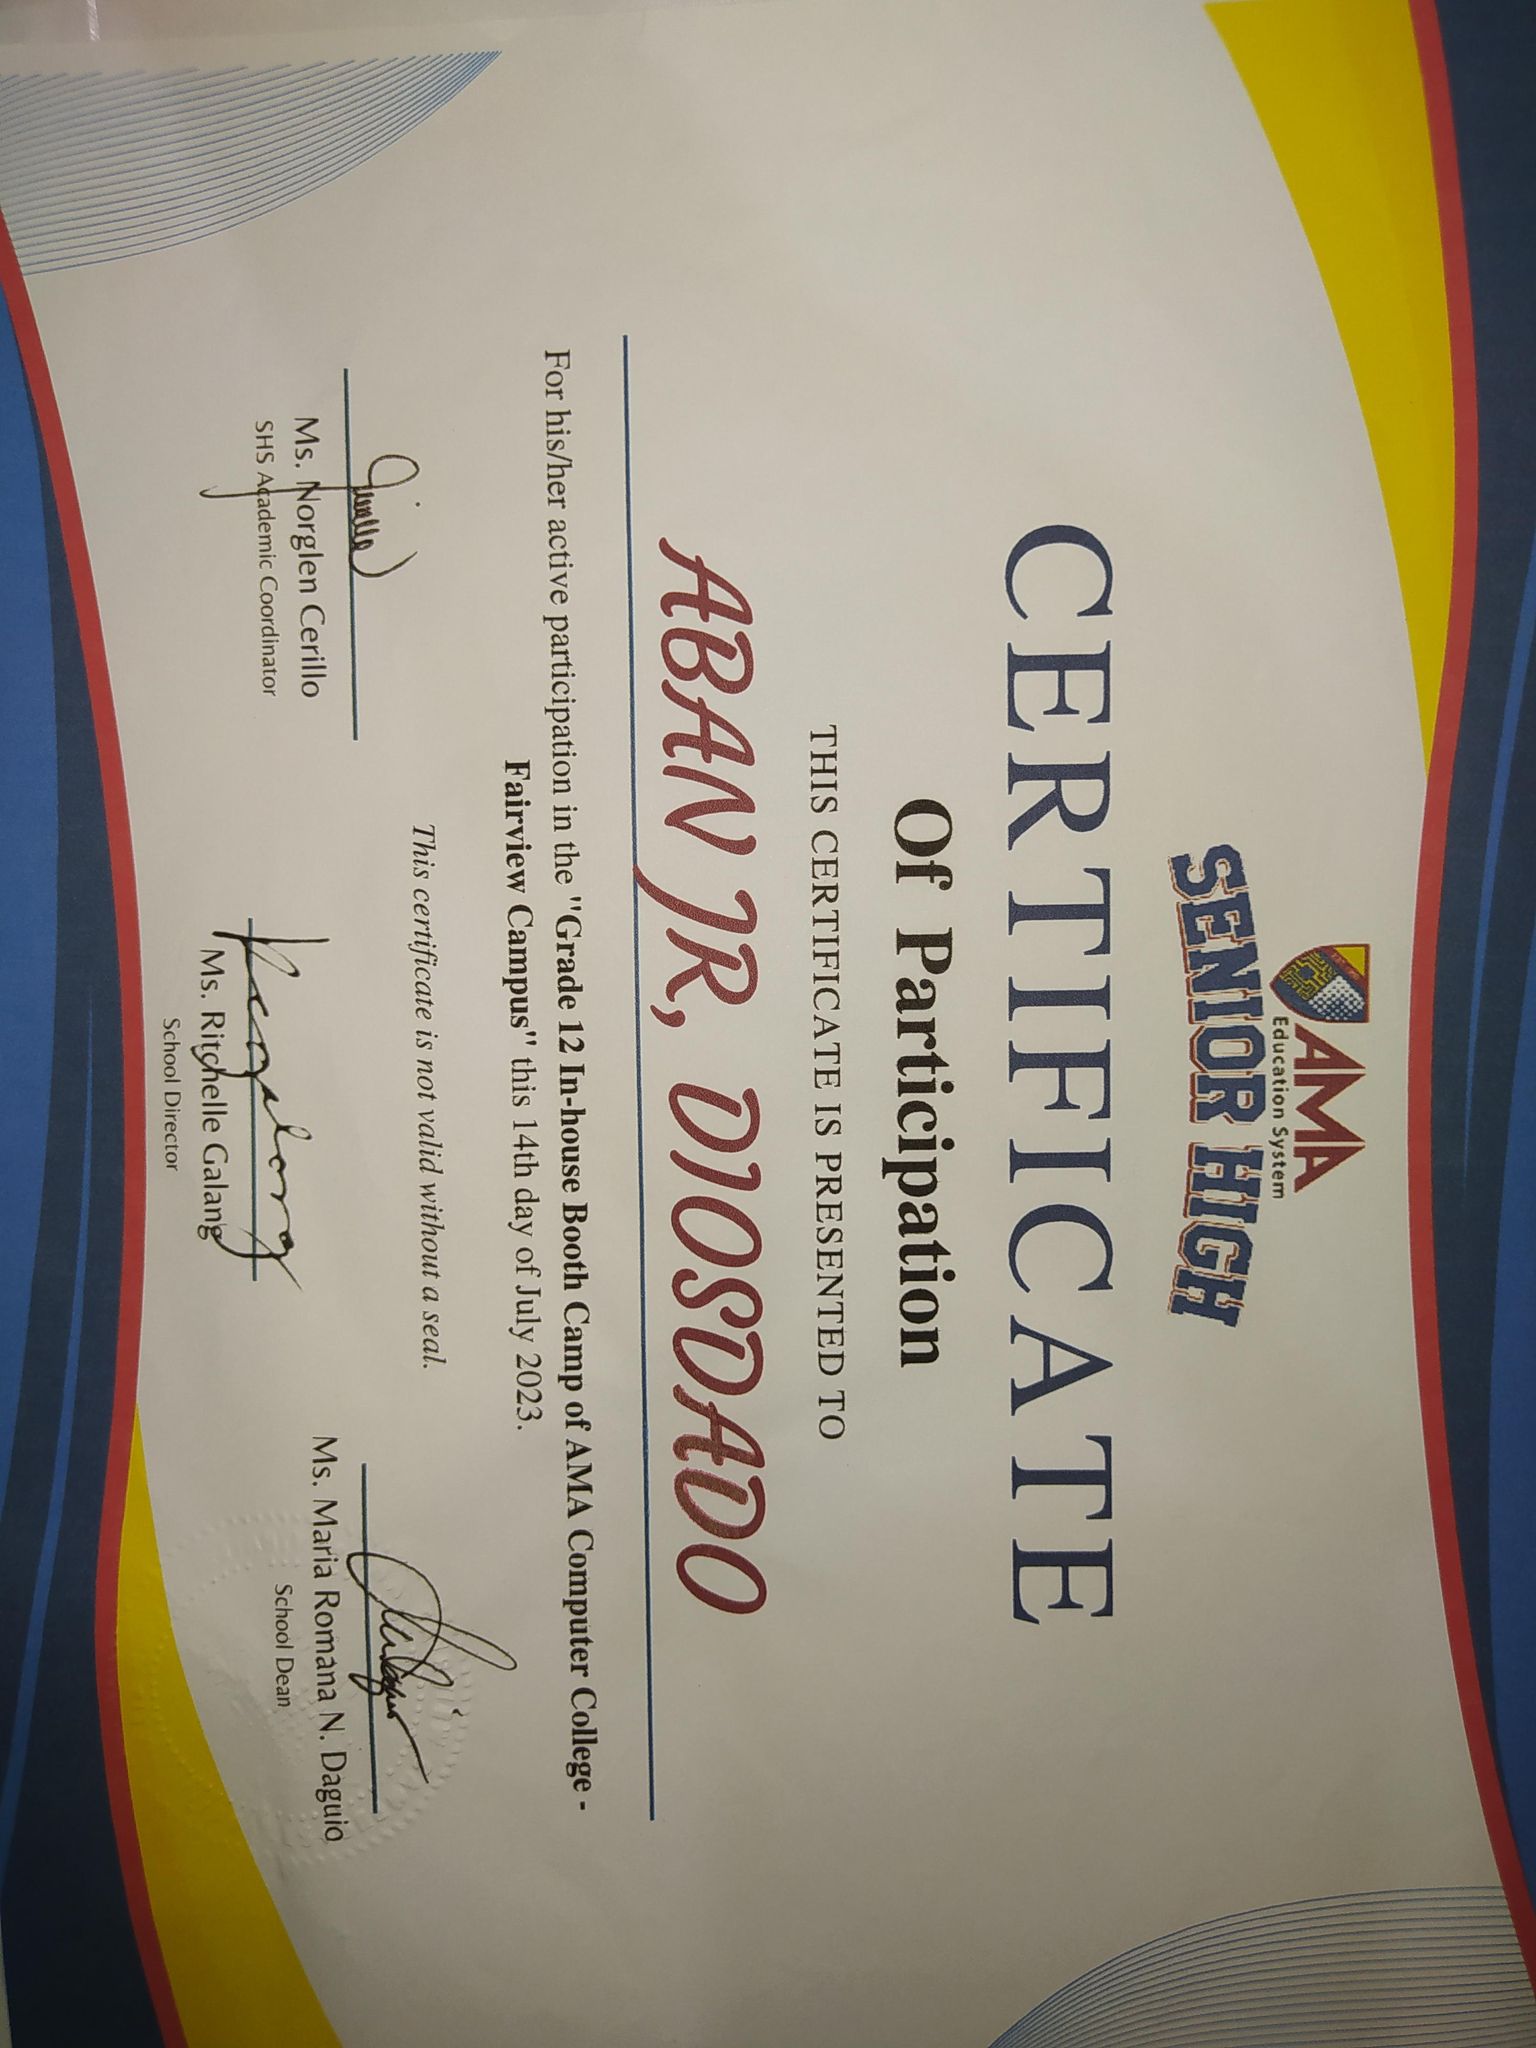 AMA
Education System
SENIOR HIGH
CERTIFICATE
Of Participation
THIS CERTIFICATE IS PRESENTED TO
ABAN JR, DIOSDADO
For his/her active participation in the "Grade 12 In-house Booth Camp of AMA Computer College -
Fairview Campus" this 14th day of July 2023.
This certificate is not valid without a seal.
Ms. Norglen Cerillo
SHS Academic Coordinator
Ms. Ritchelle Galang
School Director
Ms. Maria Romana N. Daguio
School Dean